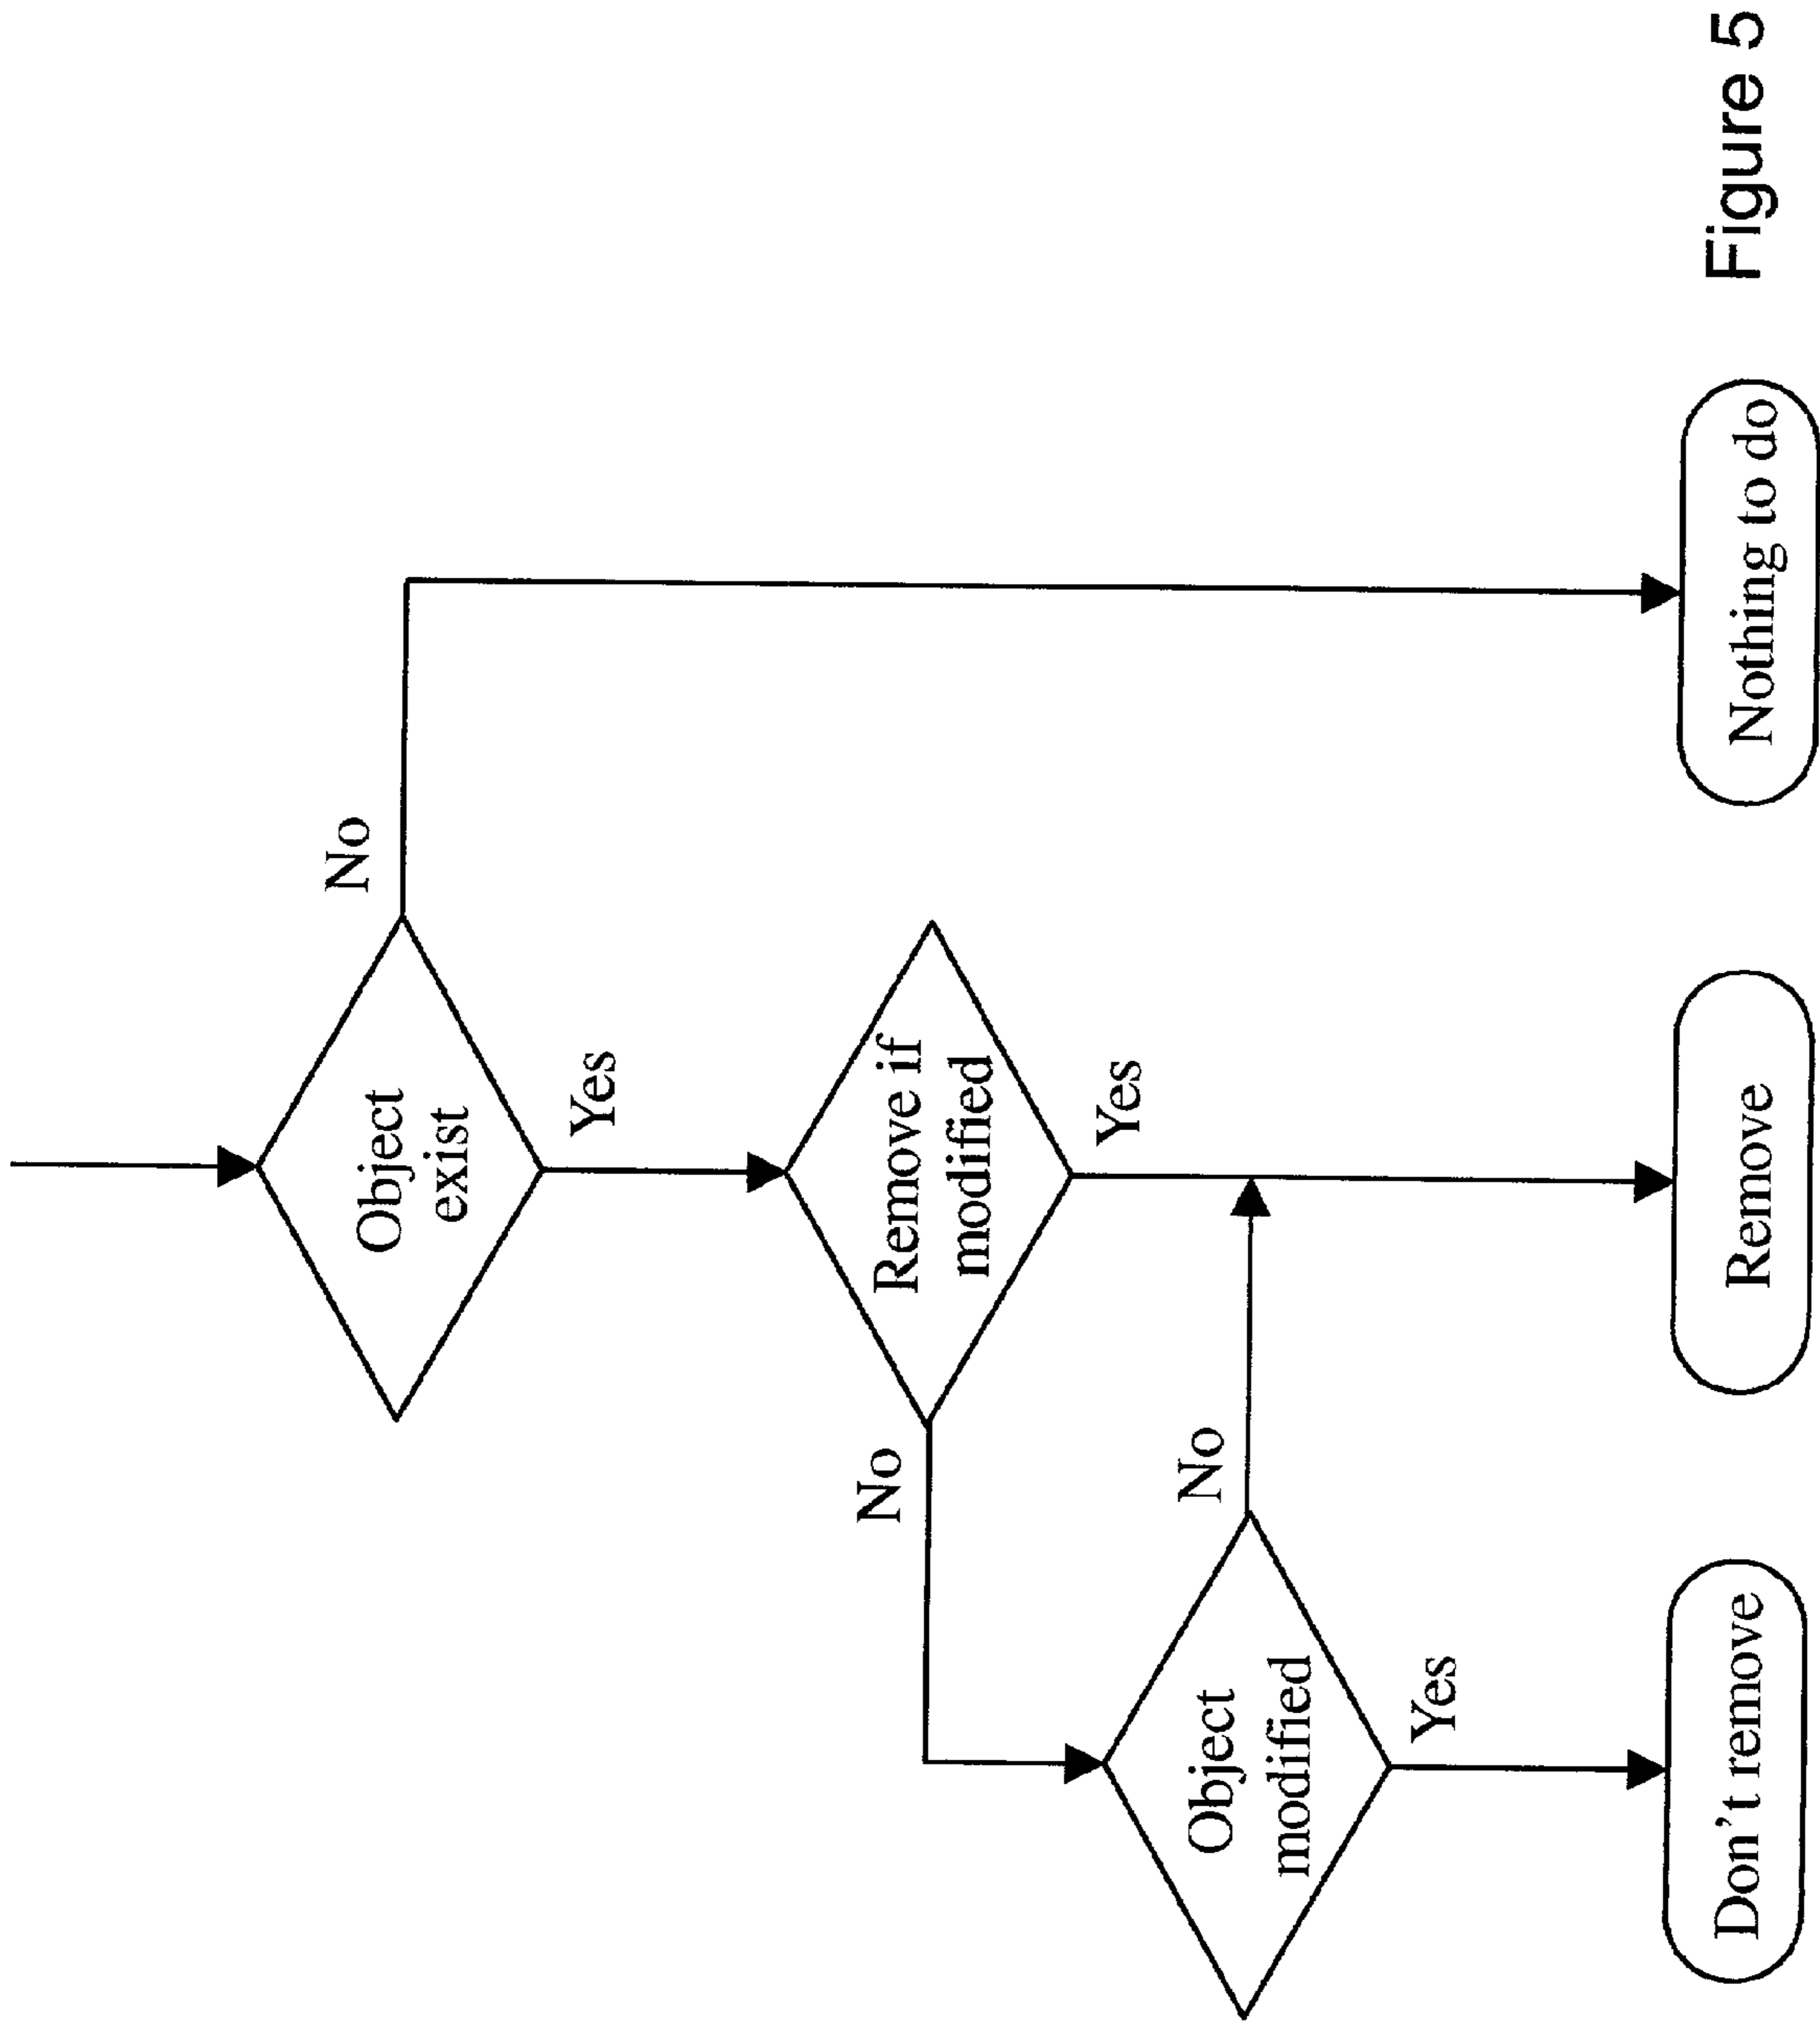 Object
exist
No
Yes
Remove if
modified
No
Yes
Object
modified
No
Yes
Don't remove
Remove
Nothing to do
Figure 5